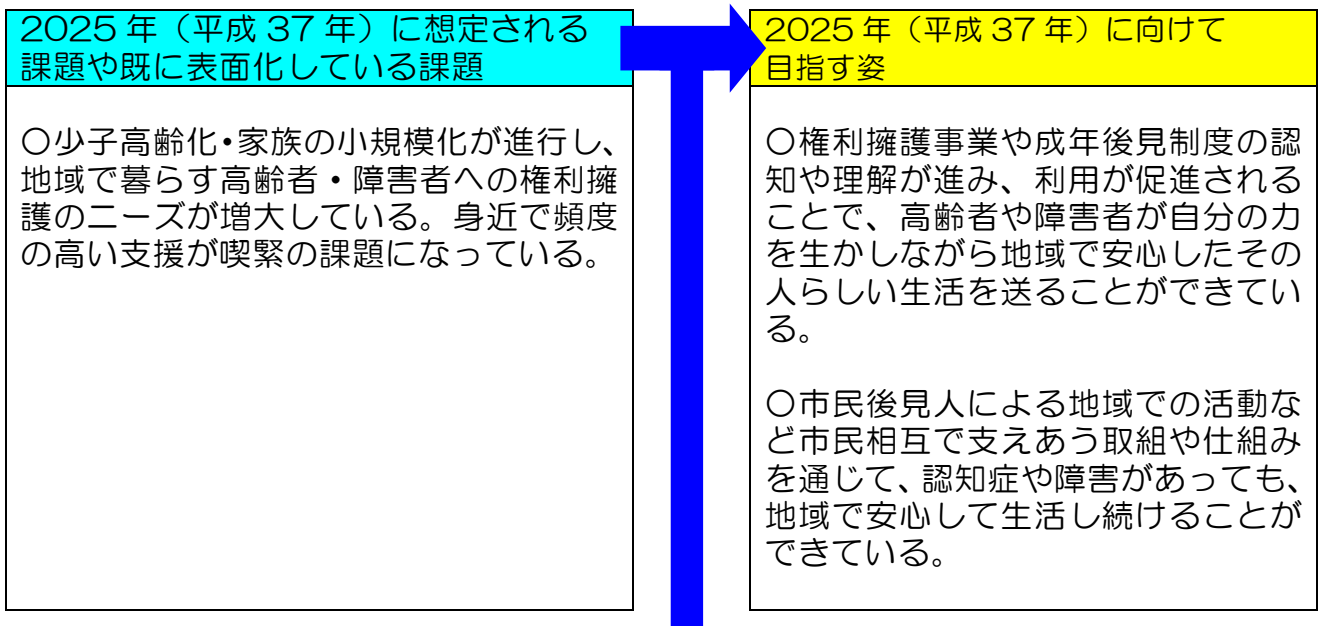 2025年（平成37年）に想定される
課題や既に表面化している課題
○少子高齢化・家族の小規模化が進行し、
地域で暮らす高齢者・障害者への権利擁
護のニーズが増大している。身近で頻度
の高い支援が喫緊の課題になっている。
2025年（平成37年）に向けて
目指す姿
○権利擁護事業や成年後見制度の認
知や理解が進み、利用が促進される
ことで、高齢者や障害者が自分の力
を生かしながら地域で安心したその
人らしい生活を送ることができてい
る。
○市民後見人による地域での活動な
ど市民相互で支えあう取組や仕組み
を通じて、認知症や障害があっても、
地域で安心して生活し続けることが
できている。